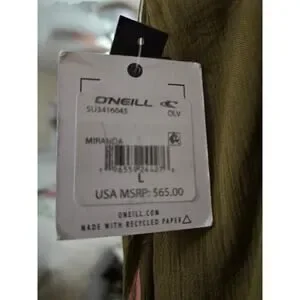 O'NEILL
SU3416045 OLV
MIRANDA
L
USA MSRP: $65.00
ONEILL.COM
MADE WITH RECYCLED PAPER